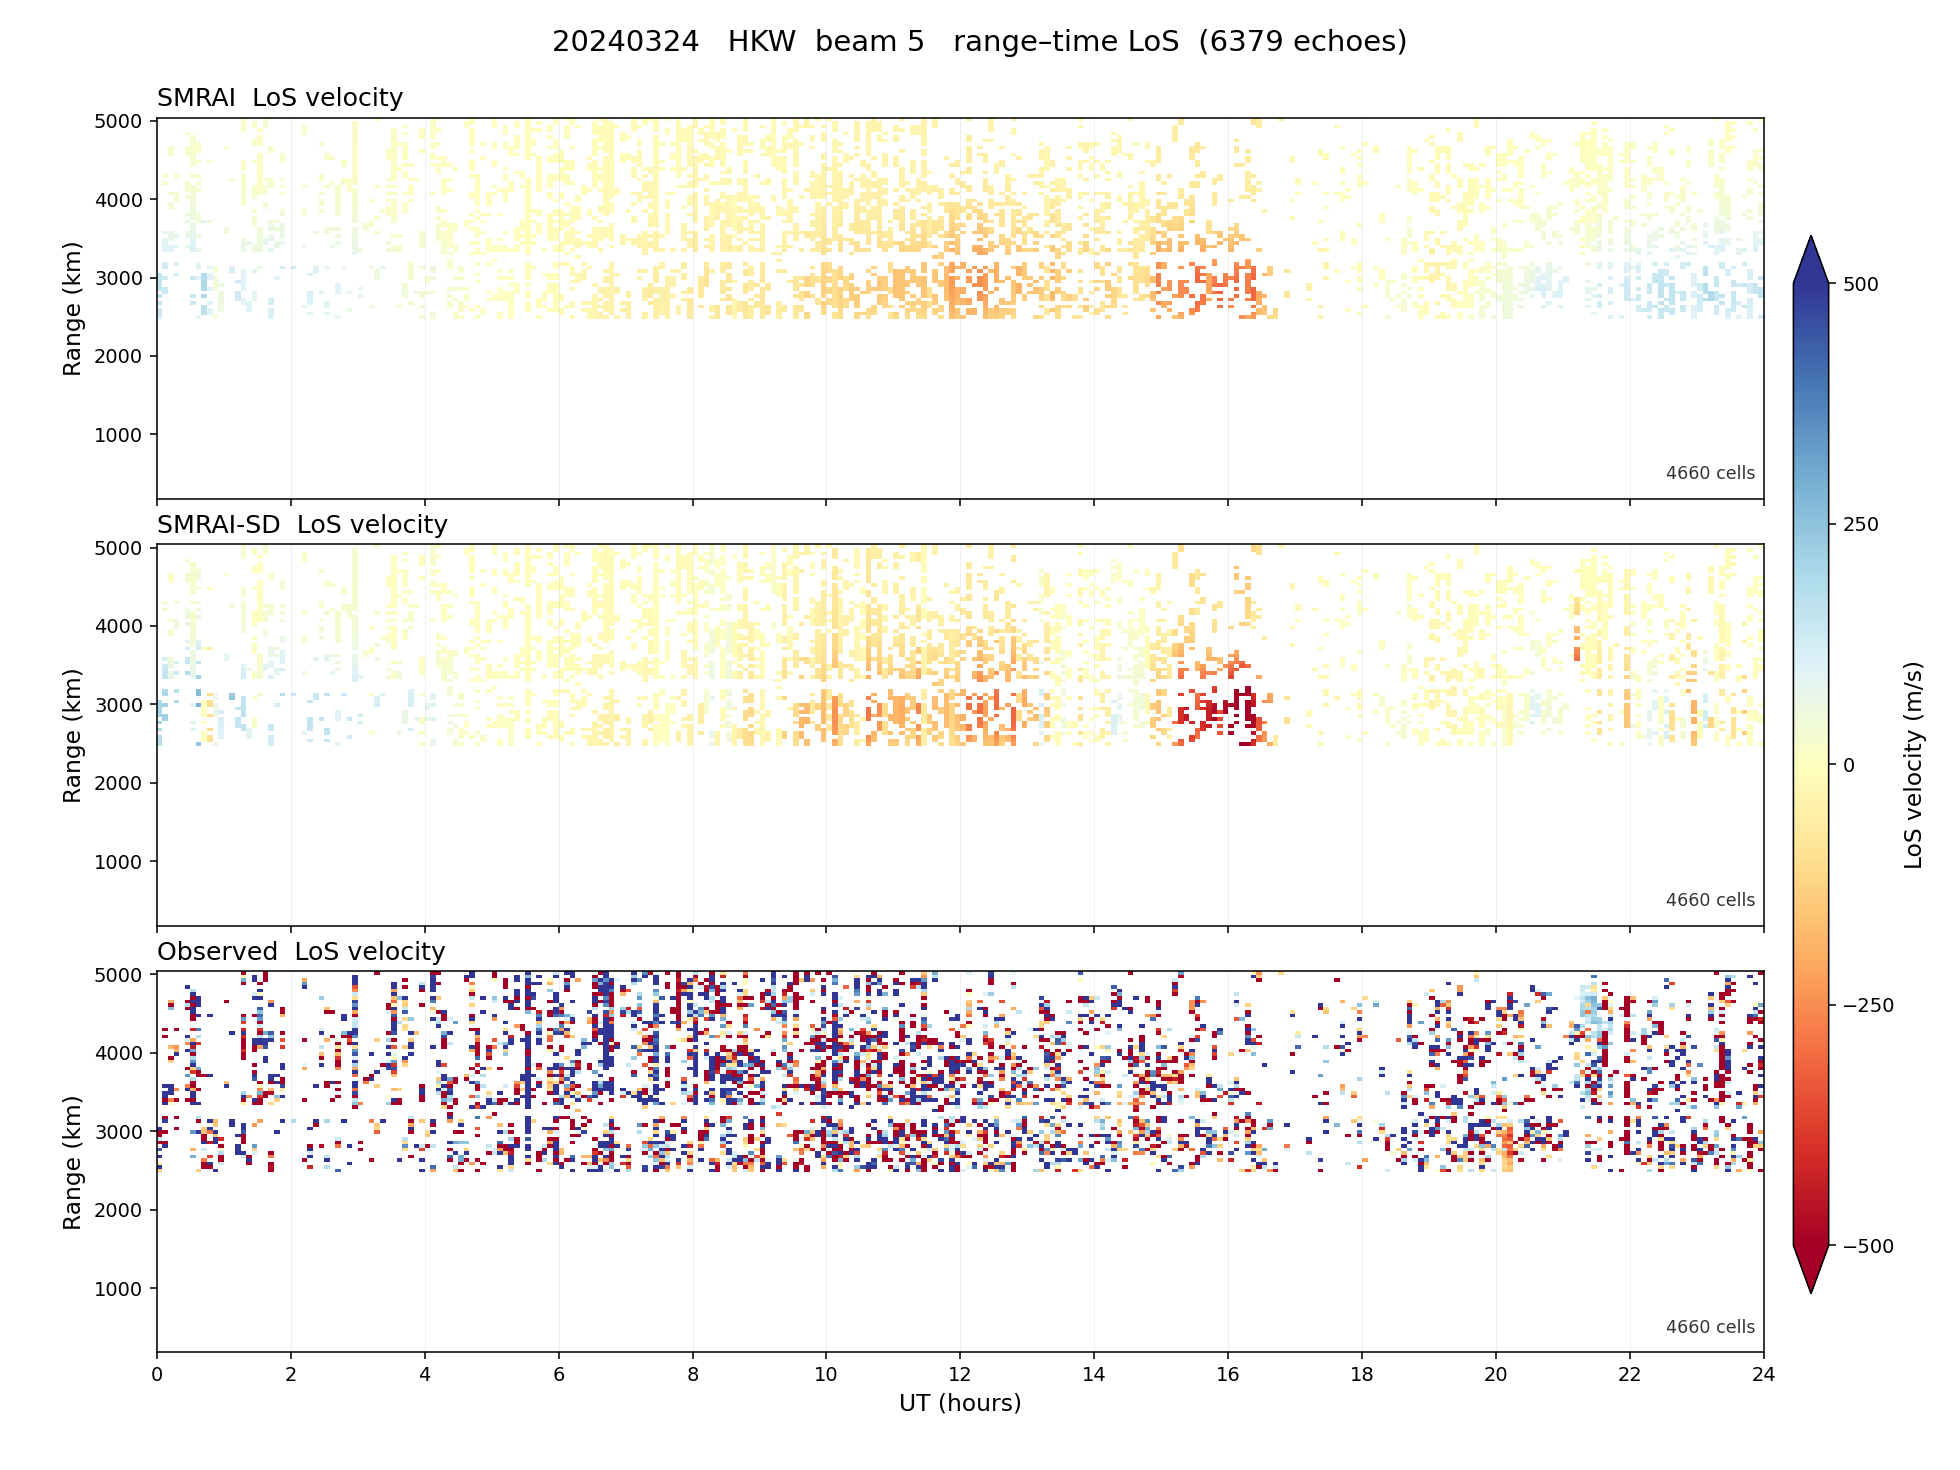 20240324   HKW  beam 5   range–time LoS  (6379 echoes)
SMRAI  LoS velocity
5000
4000
3000
2000
1000
Range (km)
4660 cells
SMRAI-SD  LoS velocity
5000
4000
3000
2000
1000
Range (km)
4660 cells
Observed  LoS velocity
5000
4000
3000
2000
1000
Range (km)
4660 cells
0 2 4 6 8 10 12 14 16 18 20 22 24
UT (hours)
500
250
0
−250
−500
LoS velocity (m/s)